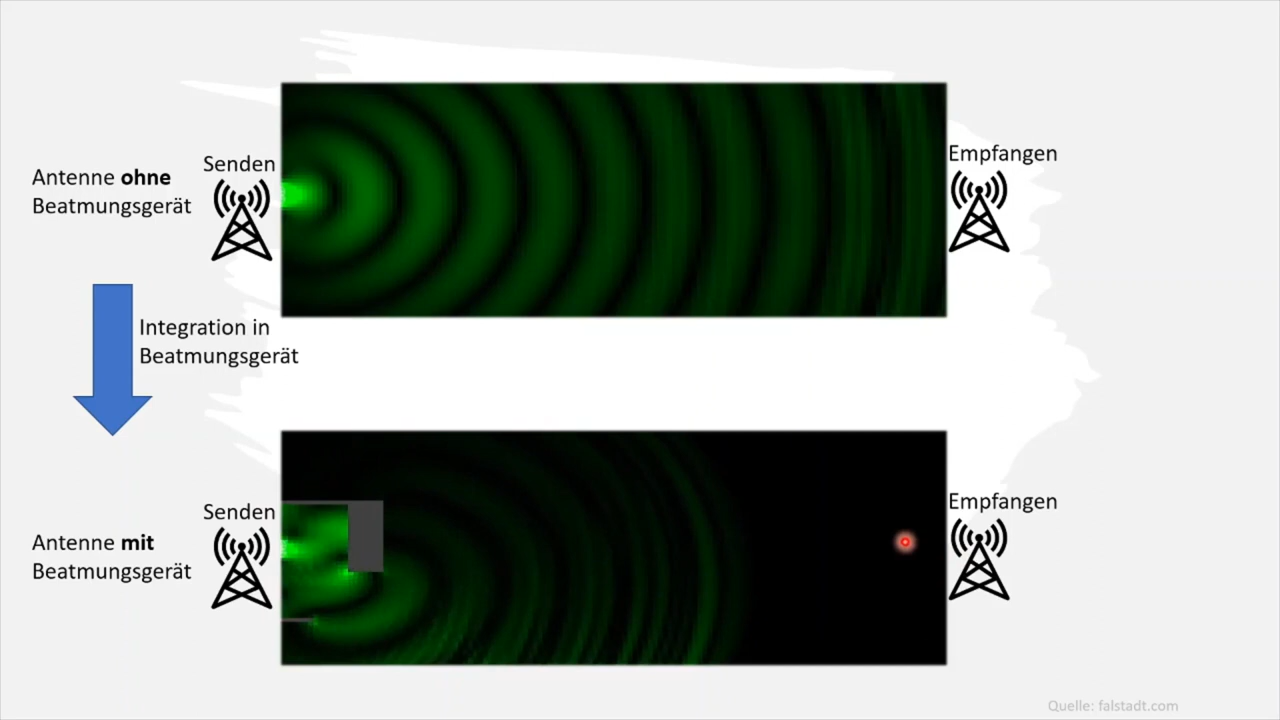 Antenne ohne
Beatmungsgerät
Senden
Empfangen
Integration in
Beatmungsgerät
Antenne mit
Beatmungsgerät
Senden
Empfangen
Quelle: falstadt.com